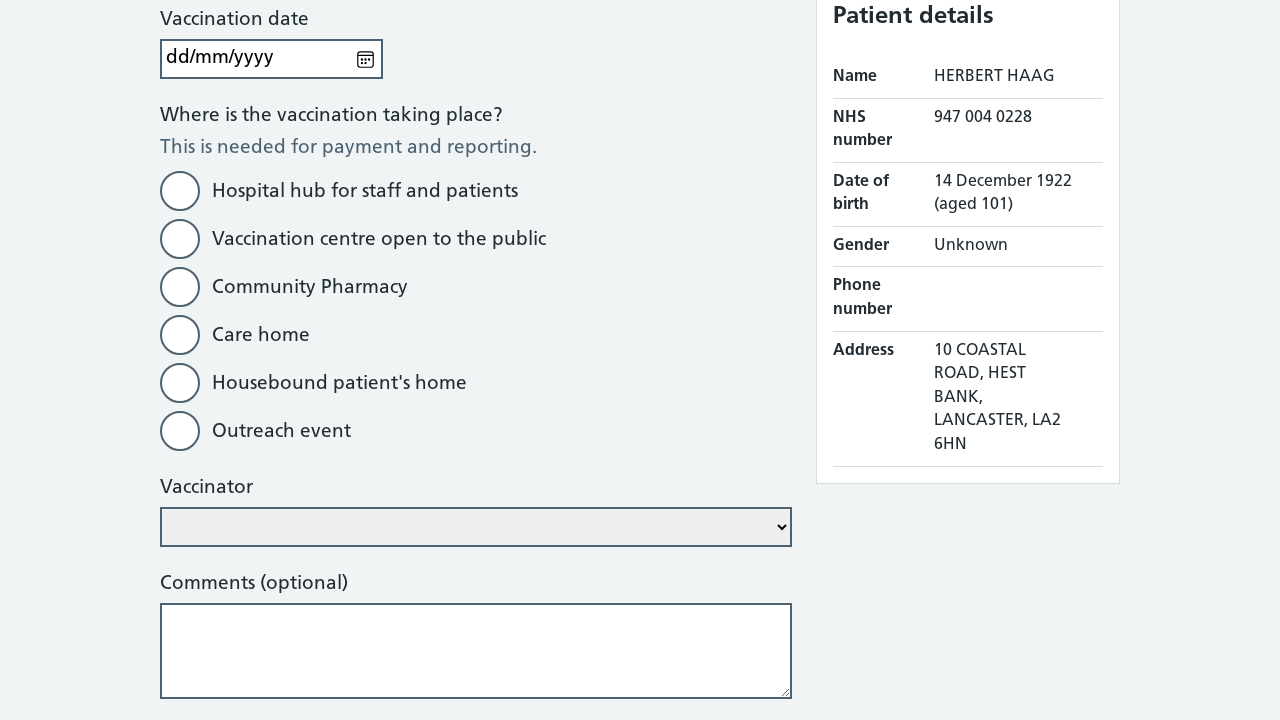 Vaccination date
dd/mm/yyyy
Where is the vaccination taking place?
This is needed for payment and reporting.
Hospital hub for staff and patients
Vaccination centre open to the public
Community Pharmacy
Care home
Housebound patient's home
Outreach event
Vaccinator
Comments (optional)
Patient details
Name HERBERT HAAG
NHS number 947 004 0228
Date of birth 14 December 1922 (aged 101)
Gender Unknown
Phone number
Address 10 COASTAL
ROAD, HEST
BANK,
LANCASTER, LA2
6HN